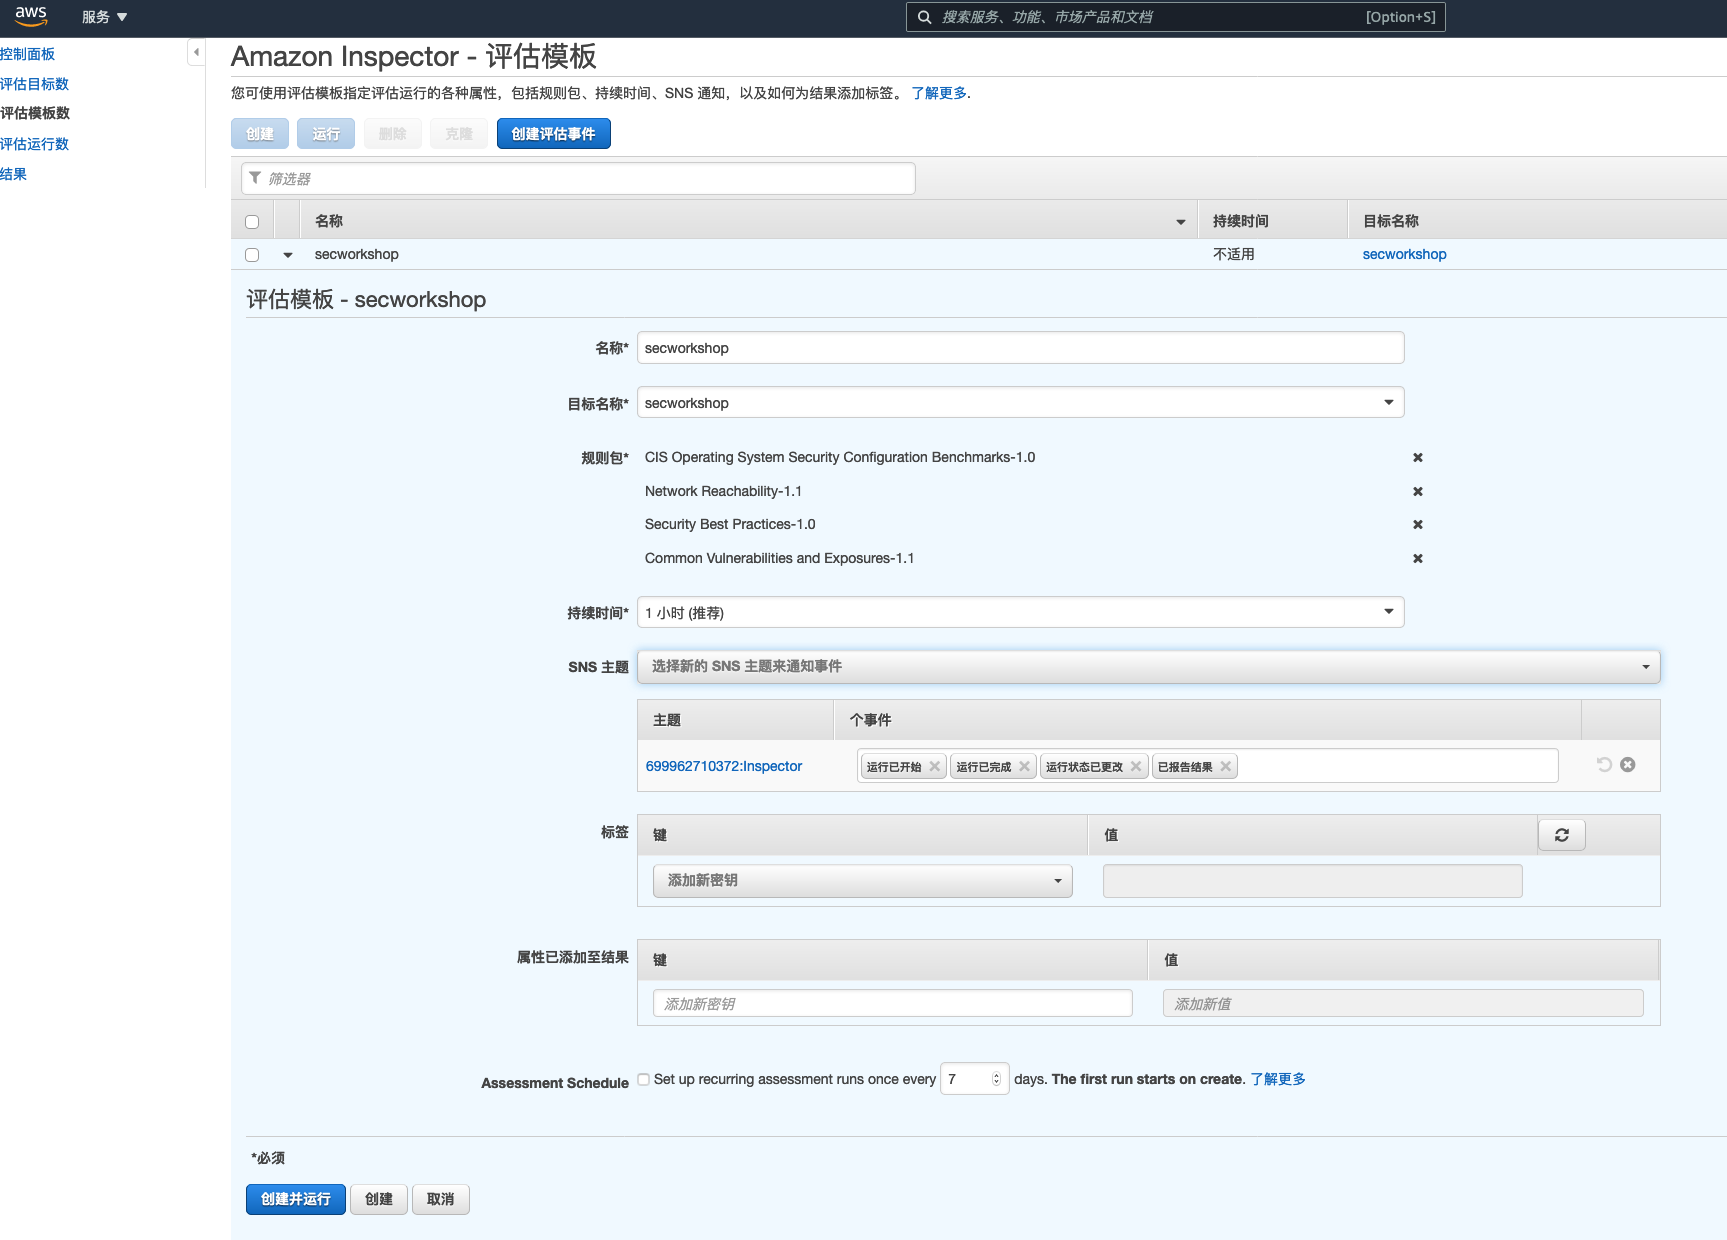 aws 服务 搜索服务、功能、市场产品和文档 [Option+S]
控制面板
评估目标数
评估模板数
评估运行数
结果
Amazon Inspector - 评估模板
您可使用评估模板指定评估运行的各种属性，包括规则包、持续时间、SNS 通知，以及如何为结果添加标签。 了解更多.
创建 运行 删除 克隆 创建评估事件
筛选器
名称 持续时间 目标名称
secworkshop 不适用 secworkshop
评估模板 - secworkshop
名称* secworkshop
目标名称* secworkshop
规则包* CIS Operating System Security Configuration Benchmarks-1.0
Network Reachability-1.1
Security Best Practices-1.0
Common Vulnerabilities and Exposures-1.1
持续时间* 1 小时 (推荐)
SNS 主题 选择新的 SNS 主题来通知事件
主题 个事件
699962710372:Inspector 运行已开始 运行已完成 运行状态已更改 已报告结果
标签 键 值
添加新密钥
属性已添加至结果 键 值
添加新密钥 添加新值
Assessment Schedule Set up recurring assessment runs once every 7 days. The first run starts on create. 了解更多
*必须
创建并运行 创建 取消